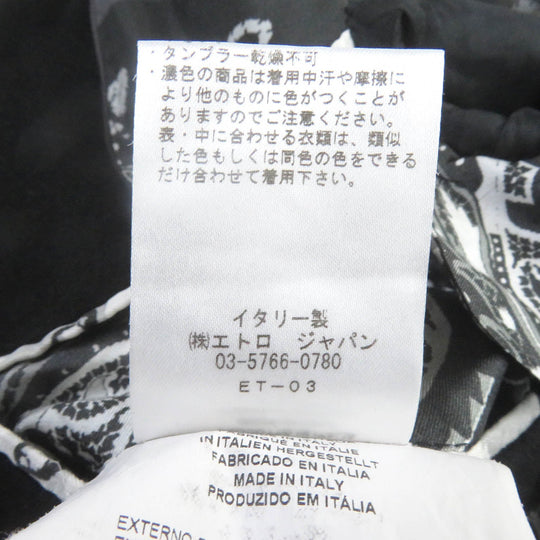 ・タンブラー乾燥不可
・濃色の商品は着用中汗や摩擦に
より他のものに色がつくことが
ありますのでご注意ください。
表・中に合わせる衣類は、類似
した色もしくは同色の色をできる
だけ合わせて着用下さい。
イタリー製
㈱エトロ ジャパン
03-5766-0780
ET-03
IN ITALIEN HERGESTELLT
FABRICADO EN ITALIA
MADE IN ITALY
PRODUZIDO EM ITÁLIA
EXTERNO